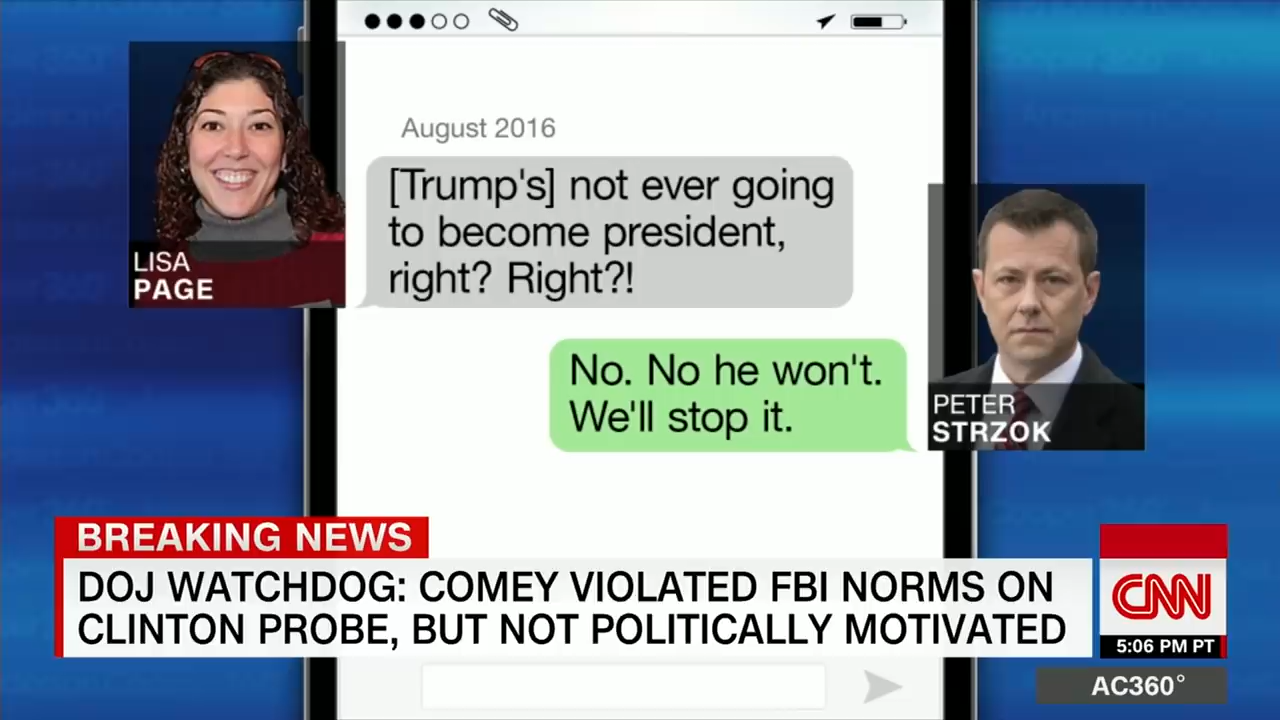 August 2016
LISA
PAGE
[Trump's] not ever going
to become president,
right? Right?!
No. No he won't.
We'll stop it.
PETER
STRZOK
BREAKING NEWS
DOJ WATCHDOG: COMEY VIOLATED FBI NORMS ON
CLINTON PROBE, BUT NOT POLITICALLY MOTIVATED
CNN
5:06 PM PT
AC360°